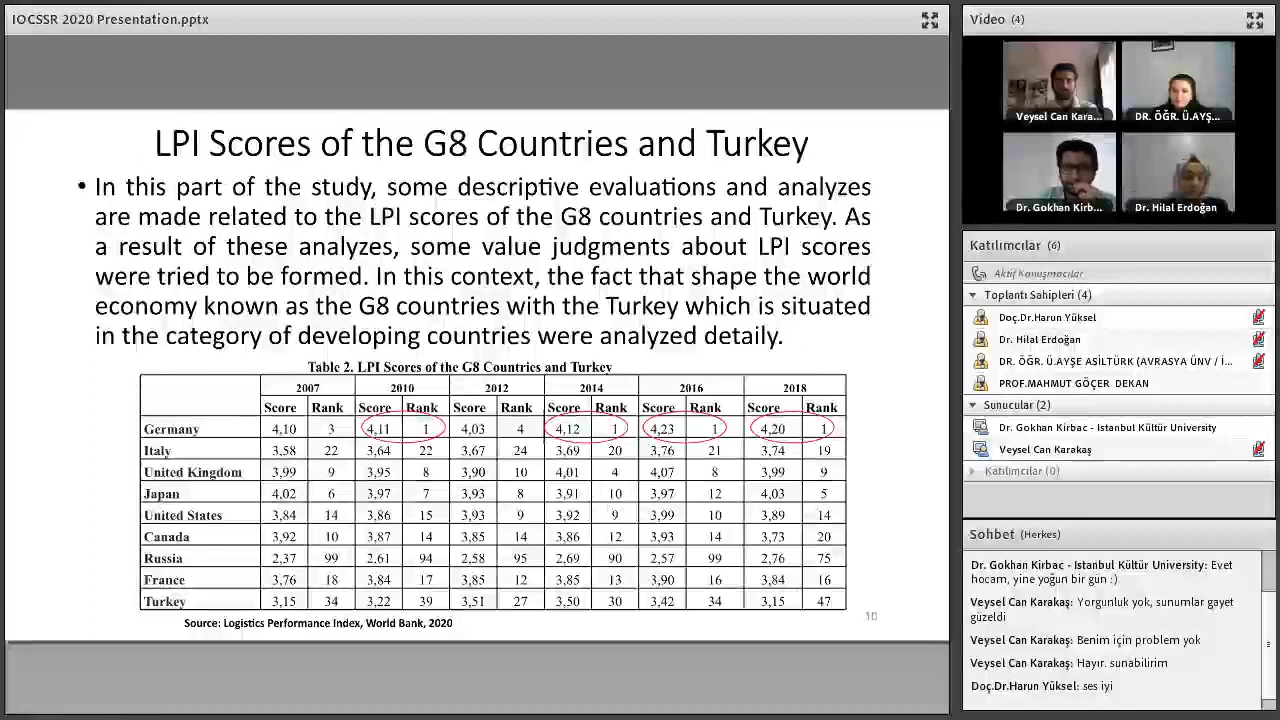 IOCSSR 2020 Presentation.pptx
LPI Scores of the G8 Countries and Turkey
• In this part of the study, some descriptive evaluations and analyzes
are made related to the LPI scores of the G8 countries and Turkey. As
a result of these analyzes, some value judgments about LPI scores
were tried to be formed. In this context, the fact that shape the world
economy known as the G8 countries with the Turkey which is situated
in the category of developing countries were analyzed detaily.
Table 2. LPI Scores of the G8 Countries and Turkey
2007 2010 2012 2014 2016 2018
Score Rank Score Rank Score Rank Score Rank Score Rank Score Rank
Germany 4,10 3 4,11 1 4,03 4 4,12 1 4,23 1 4,20 1
Italy 3,58 22 3,64 22 3,67 24 3,69 20 3,76 21 3,74 19
United Kingdom 3,99 9 3,95 8 3,90 10 4,01 4 4,07 8 3,99 9
Japan 4,02 6 3,97 7 3,93 8 3,91 10 3,97 12 4,03 5
United States 3,84 14 3,86 15 3,93 9 3,92 9 3,99 10 3,89 14
Canada 3,92 10 3,87 14 3,85 14 3,86 12 3,93 14 3,73 20
Russia 2,37 99 2,61 94 2,58 95 2,69 90 2,57 99 2,76 75
France 3,76 18 3,84 17 3,85 12 3,85 13 3,90 16 3,84 16
Turkey 3,15 34 3,22 39 3,51 27 3,50 30 3,42 34 3,15 47
Source: Logistics Performance Index, World Bank, 2020
10
Video (4)
Veysel Can Kara... DR. ÖĞR. Ü.AYŞ...
Dr. Gokhan Kirb... Dr. Hilal Erdoğan
Katılımcılar (6)
Aktif Konuşmacılar
Toplantı Sahipleri (4)
Doç.Dr.Harun Yüksel
Dr. Hilal Erdoğan
DR. ÖĞR. Ü.AYŞE ASİLTÜRK (AVRASYA ÜNV / İ...
PROF.MAHMUT GÖÇER DEKAN
Sunucular (2)
Dr. Gokhan Kirbac - Istanbul Kültür University
Veysel Can Karakaş
Katılımcılar (0)
Sohbet (Herkes)
Dr. Gokhan Kirbac - Istanbul Kültür University: Evet
hocam, yine yoğun bir gün :)
Veysel Can Karakaş: Yorgunluk yok, sunumlar gayet
güzeldi
Veysel Can Karakaş: Benim için problem yok
Veysel Can Karakaş: Hayır. sunabilirim
Doç.Dr.Harun Yüksel: ses iyi